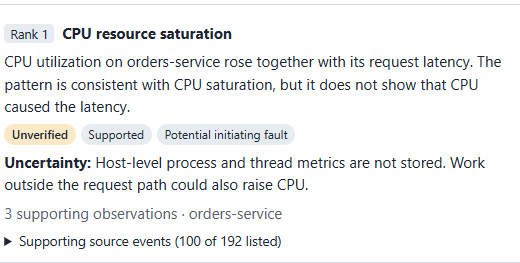 Rank 1 CPU resource saturation
CPU utilization on orders-service rose together with its request latency. The
pattern is consistent with CPU saturation, but it does not show that CPU
caused the latency.
Unverified Supported Potential initiating fault
Uncertainty: Host-level process and thread metrics are not stored. Work
outside the request path could also raise CPU.
3 supporting observations · orders-service
▶ Supporting source events (100 of 192 listed)